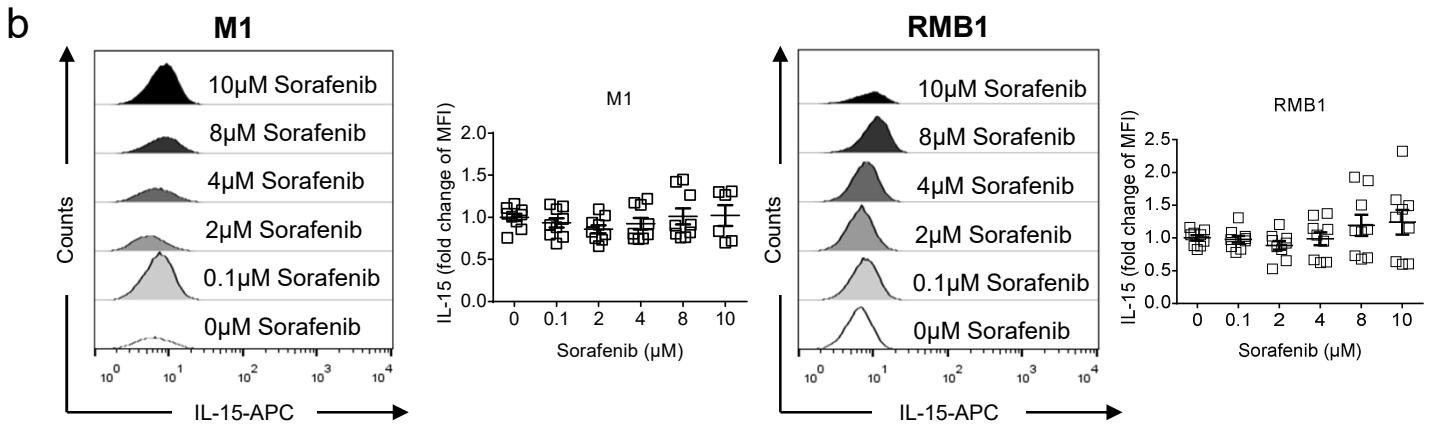 b
M1
Counts
10µM Sorafenib
8µM Sorafenib
4µM Sorafenib
2µM Sorafenib
0.1µM Sorafenib
0µM Sorafenib
10⁰ 10¹ 10² 10³ 10⁴
IL-15-APC
M1
IL-15 (fold change of MFI)
2.0
1.5
1.0
0.5
0.0
0 0.1 2 4 8 10
Sorafenib (µM)
RMB1
Counts
10µM Sorafenib
8µM Sorafenib
4µM Sorafenib
2µM Sorafenib
0.1µM Sorafenib
0µM Sorafenib
10⁰ 10¹ 10² 10³ 10⁴
IL-15-APC
RMB1
IL-15 (fold change of MFI)
2.5
2.0
1.5
1.0
0.5
0.0
0 0.1 2 4 8 10
Sorafenib (µM)